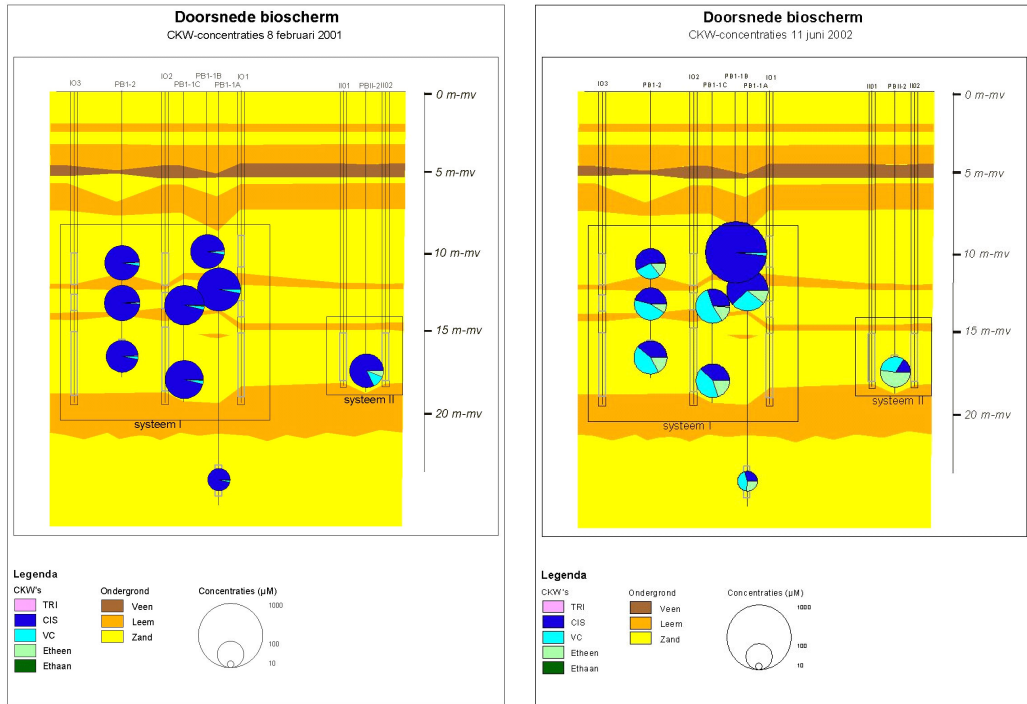 Doorsnede bioscherm
CKW-concentraties 8 februari 2001
IO3
PB1-2
IO2
PB1-1C
PB1-1B
PB1-1A
IO1
II01
PBII-2
II02
0 m-mv
5 m-mv
10 m-mv
15 m-mv
20 m-mv
systeem I
systeem II
Legenda
CKW's
TRI
CIS
VC
Etheen
Ethaan
Ondergrond
Veen
Leem
Zand
Concentraties (µM)
1000
100
10
Doorsnede bioscherm
CKW-concentraties 11 juni 2002
IO3
PB1-2
IO2
PB1-1C
PB1-1B
PB1-1A
IO1
II01
PBII-2
II02
0 m-mv
5 m-mv
10 m-mv
15 m-mv
20 m-mv
systeem I
systeem II
Legenda
CKW's
TRI
CIS
VC
Etheen
Ethaan
Ondergrond
Veen
Leem
Zand
Concentraties (µM)
1000
100
10